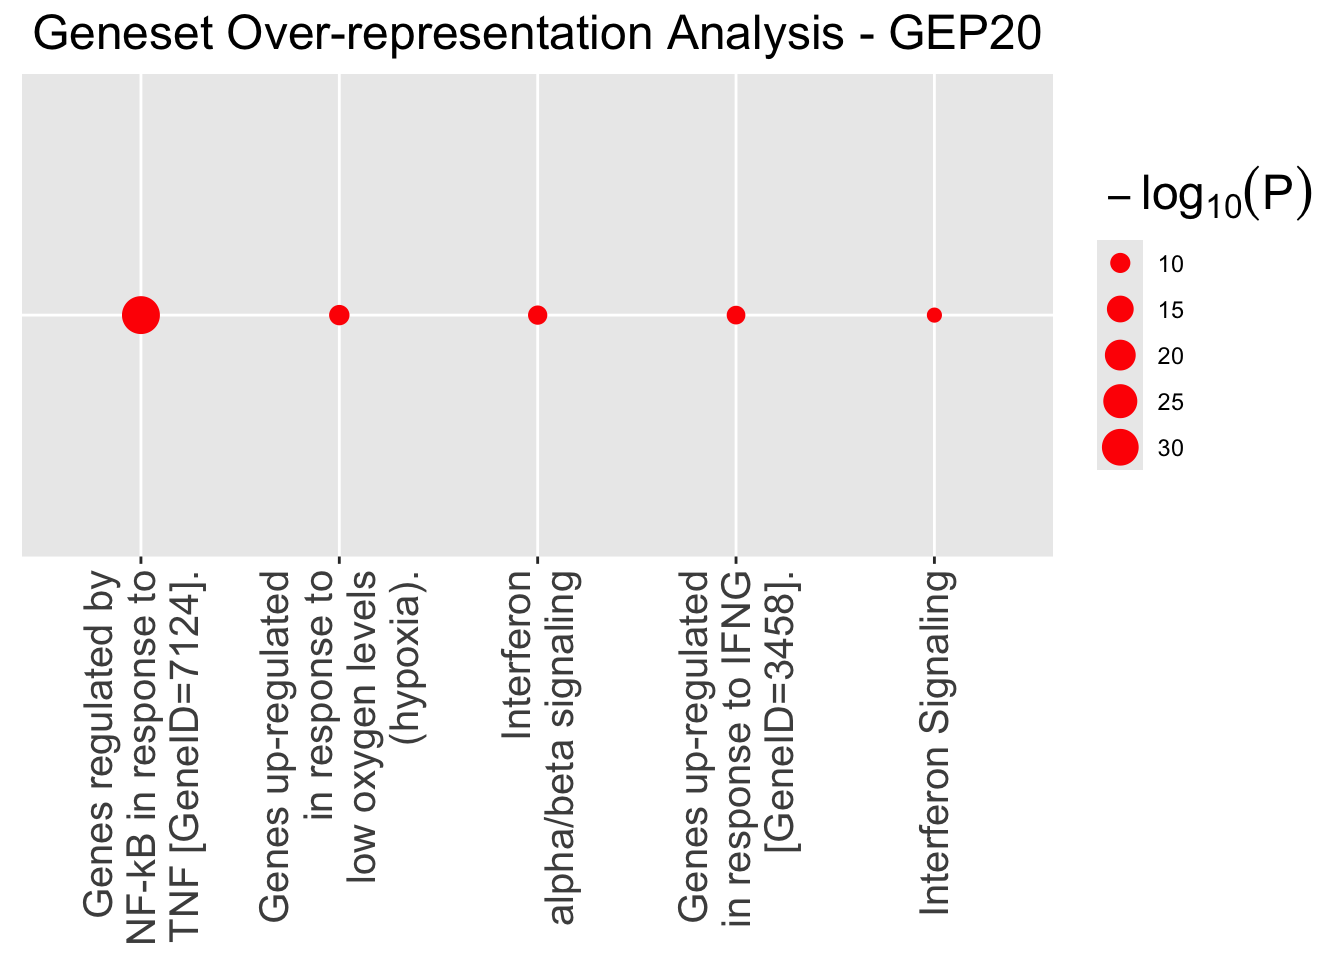 Geneset Over-representation Analysis - GEP20
− log10(P)
10
15
20
25
30
Genes regulated by
NF-kB in response to
TNF [GeneID=7124].
Genes up-regulated
in response to
low oxygen levels
(hypoxia).
Interferon
alpha/beta signaling
Genes up-regulated
in response to IFNG
[GeneID=3458].
Interferon Signaling